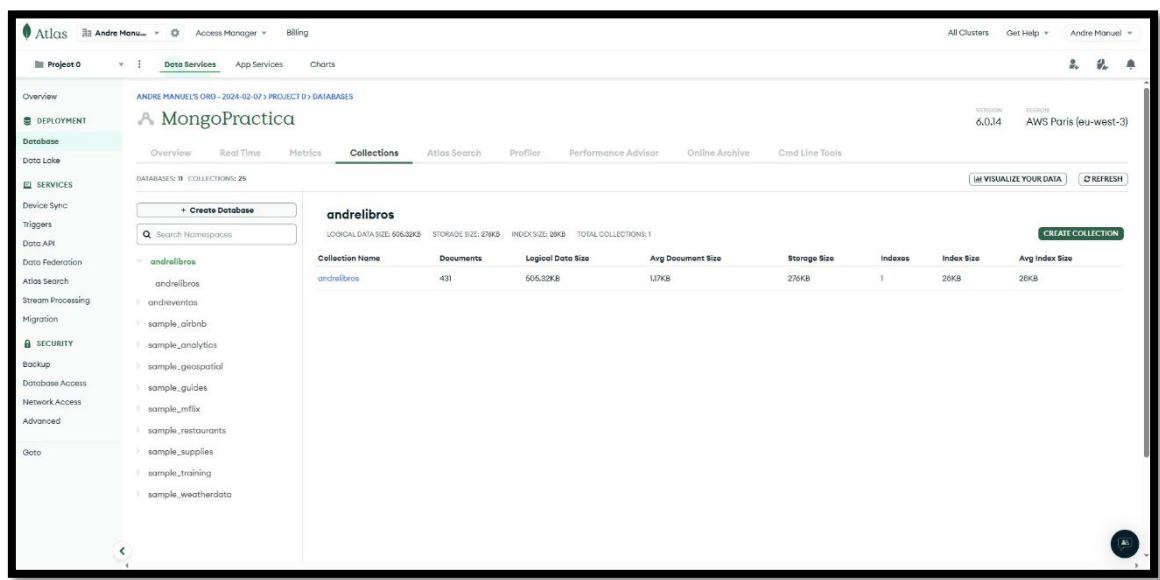 Atlas Andre Manu... Access Manager Billing All Clusters Get Help Andre Manuel
Project 0 Data Services App Services Charts
Overview
DEPLOYMENT
Database
Data Lake
SERVICES
Device Sync
Triggers
Data API
Data Federation
Atlas Search
Stream Processing
Migration
SECURITY
Backup
Database Access
Network Access
Advanced
Goto
ANDRE MANUEL'S ORG - 2024-02-07 > PROJECT 0 > DATABASES
MongoPractica
VERSION REGION
6.0.14 AWS Paris (eu-west-3)
Overview Real Time Metrics Collections Atlas Search Profiler Performance Advisor Online Archive Cmd Line Tools
DATABASES: 11 COLLECTIONS: 25 VISUALIZE YOUR DATA REFRESH
+ Create Database
Search Namespaces
andrelibros
andrelibros
andreventas
sample_airbnb
sample_analytics
sample_geospatial
sample_guides
sample_mflix
sample_restaurants
sample_supplies
sample_training
sample_weatherdata
andrelibros
LOGICAL DATA SIZE: 505.32KB STORAGE SIZE: 276KB INDEX SIZE: 28KB TOTAL COLLECTIONS: 1 CREATE COLLECTION
Collection Name Documents Logical Data Size Avg Document Size Storage Size Indexes Index Size Avg Index Size
andrelibros 431 505.32KB 1.17KB 276KB 1 28KB 28KB